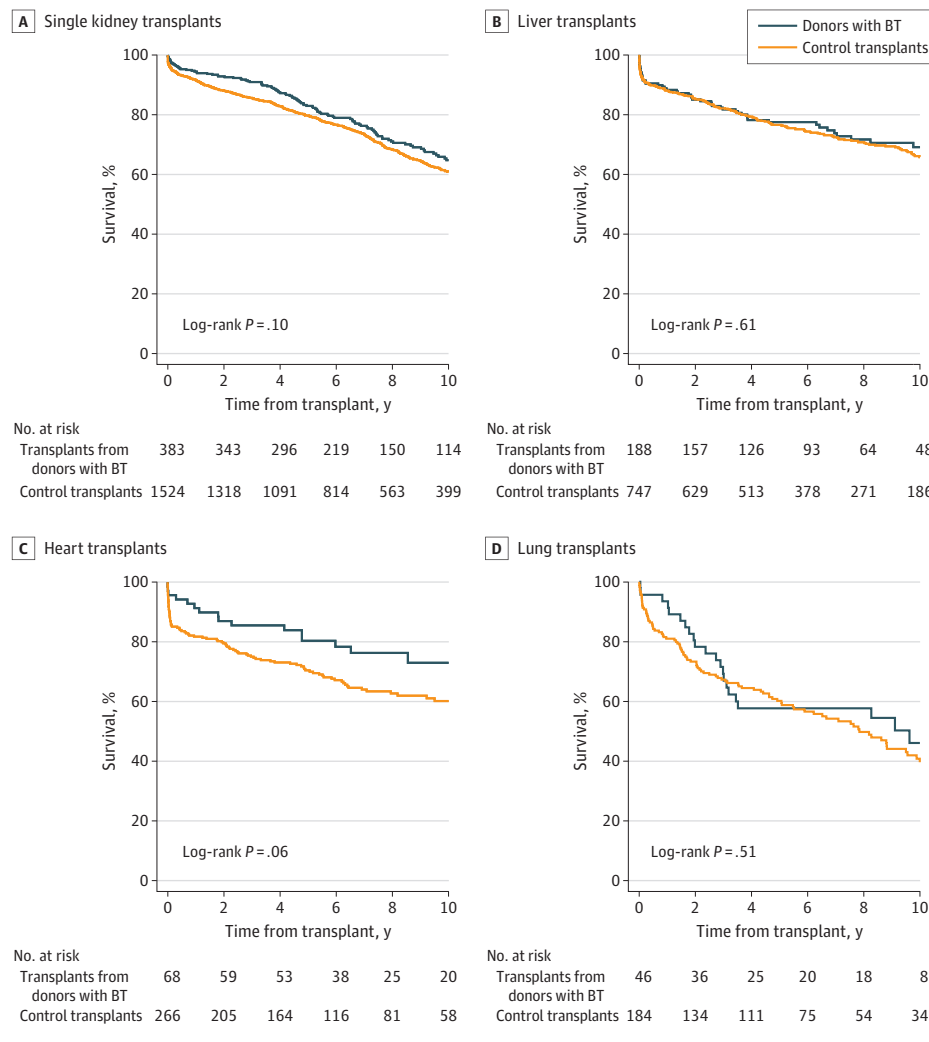 A Single kidney transplants
100
80
60
40
20
0
Survival, %
Log-rank P = .10
0 2 4 6 8 10
Time from transplant, y
No. at risk
Transplants from donors with BT 383 343 296 219 150 114
Control transplants 1524 1318 1091 814 563 399
B Liver transplants
Donors with BT
Control transplants
100
80
60
40
20
0
Survival, %
Log-rank P = .61
0 2 4 6 8 10
Time from transplant, y
No. at risk
Transplants from donors with BT 188 157 126 93 64 48
Control transplants 747 629 513 378 271 186
C Heart transplants
100
80
60
40
20
0
Survival, %
Log-rank P = .06
0 2 4 6 8 10
Time from transplant, y
No. at risk
Transplants from donors with BT 68 59 53 38 25 20
Control transplants 266 205 164 116 81 58
D Lung transplants
100
80
60
40
20
0
Survival, %
Log-rank P = .51
0 2 4 6 8 10
Time from transplant, y
No. at risk
Transplants from donors with BT 46 36 25 20 18 8
Control transplants 184 134 111 75 54 34